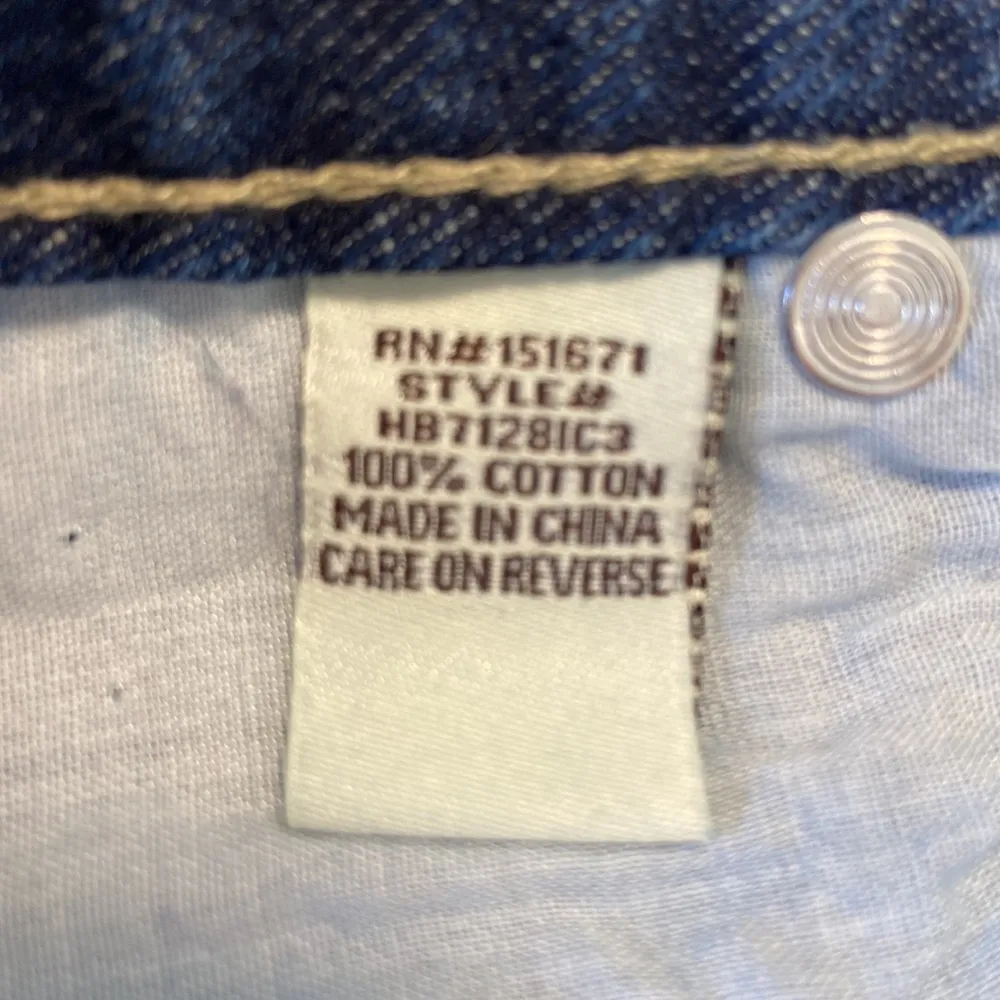 RN#151671
STYLE#
HB7128IC3
100% COTTON
MADE IN CHINA
CARE ON REVERSE